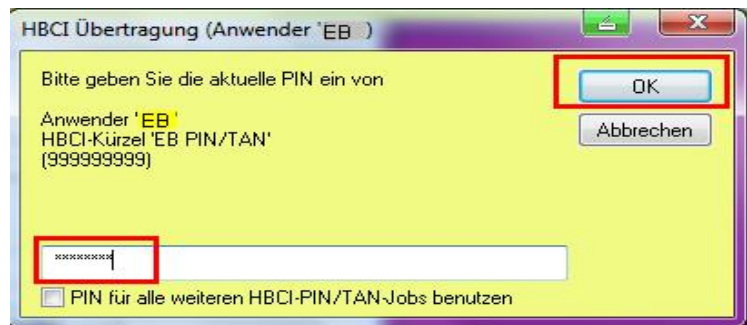 HBCI Übertragung (Anwender 'EB )
Bitte geben Sie die aktuelle PIN ein von
OK
Anwender 'EB'
HBCI-Kürzel 'EB PIN/TAN'
(999999999)
Abbrechen
********
PIN für alle weiteren HBCI-PIN/TAN-Jobs benutzen